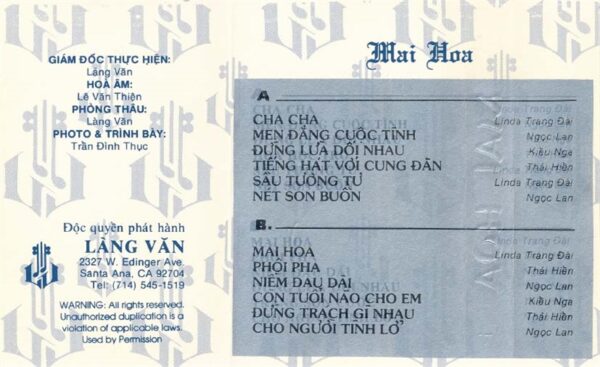 GIÁM ĐỐC THỰC HIỆN:
Lảng Văn
HÒA ÂM:
Lê Văn Thiện
PHÒNG THÂU:
Làng Văn
PHOTO & TRÌNH BÀY:
Trần Đình Thục
Độc quyền phát hành
LÀNG VĂN
2327 W. Edinger Ave
Santa Ana, CA 92704
Tel: (714) 545-1519
WARNING: All rights reserved.
Unauthorized duplication is a
violation of applicable laws.
Used by Permission
Mai Hoa
A
CHA CHA Linda Trang Đài
MEN ĐẮNG CUỘC TÌNH Ngọc Lan
ĐỪNG LỪA DỐI NHAU Kiều Nga
TIẾNG HÁT VỚI CUNG ĐÀN Thái Hiền
SẦU TƯƠNG TƯ Linda Trang Đài
NÉT SON BUỒN Ngọc Lan
B.
MAI HOA Linda Trang Đài
PHÔI PHA Thái Hiền
NIỀM ĐAU DÀI Ngọc Lan
CÒN TUỔI NÀO CHO EM Kiều Nga
ĐỪNG TRÁCH GÌ NHAU Thái Hiền
CHO NGƯỜI TÌNH LỠ Ngọc Lan